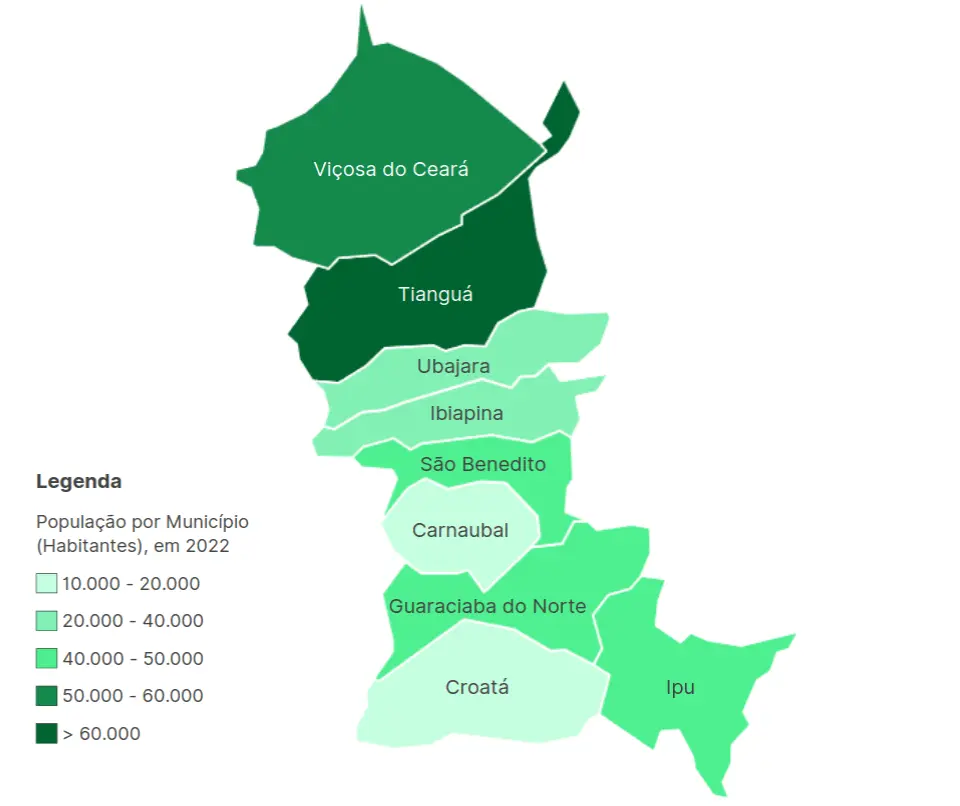 Viçosa do Ceará
Tianguá
Ubajara
Ibiapina
São Benedito
Carnaubal
Guaraciaba do Norte
Croatá
Ipu
Legenda
População por Município
(Habitantes), em 2022
10.000 - 20.000
20.000 - 40.000
40.000 - 50.000
50.000 - 60.000
> 60.000